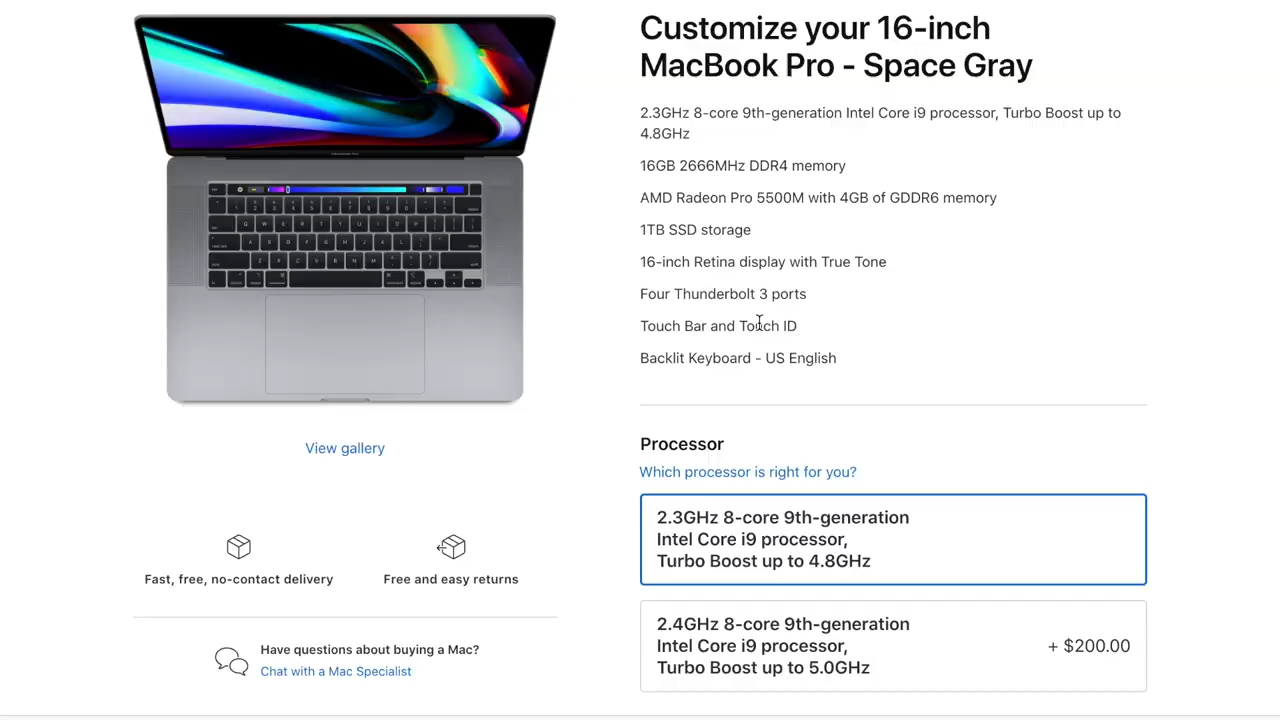 Customize your 16-inch
MacBook Pro - Space Gray
2.3GHz 8-core 9th-generation Intel Core i9 processor, Turbo Boost up to
4.8GHz
16GB 2666MHz DDR4 memory
AMD Radeon Pro 5500M with 4GB of GDDR6 memory
1TB SSD storage
16-inch Retina display with True Tone
Four Thunderbolt 3 ports
Touch Bar and Touch ID
Backlit Keyboard - US English
View gallery
Fast, free, no-contact delivery
Free and easy returns
Have questions about buying a Mac?
Chat with a Mac Specialist
Processor
Which processor is right for you?
2.3GHz 8-core 9th-generation
Intel Core i9 processor,
Turbo Boost up to 4.8GHz
2.4GHz 8-core 9th-generation
Intel Core i9 processor,
Turbo Boost up to 5.0GHz
+ $200.00